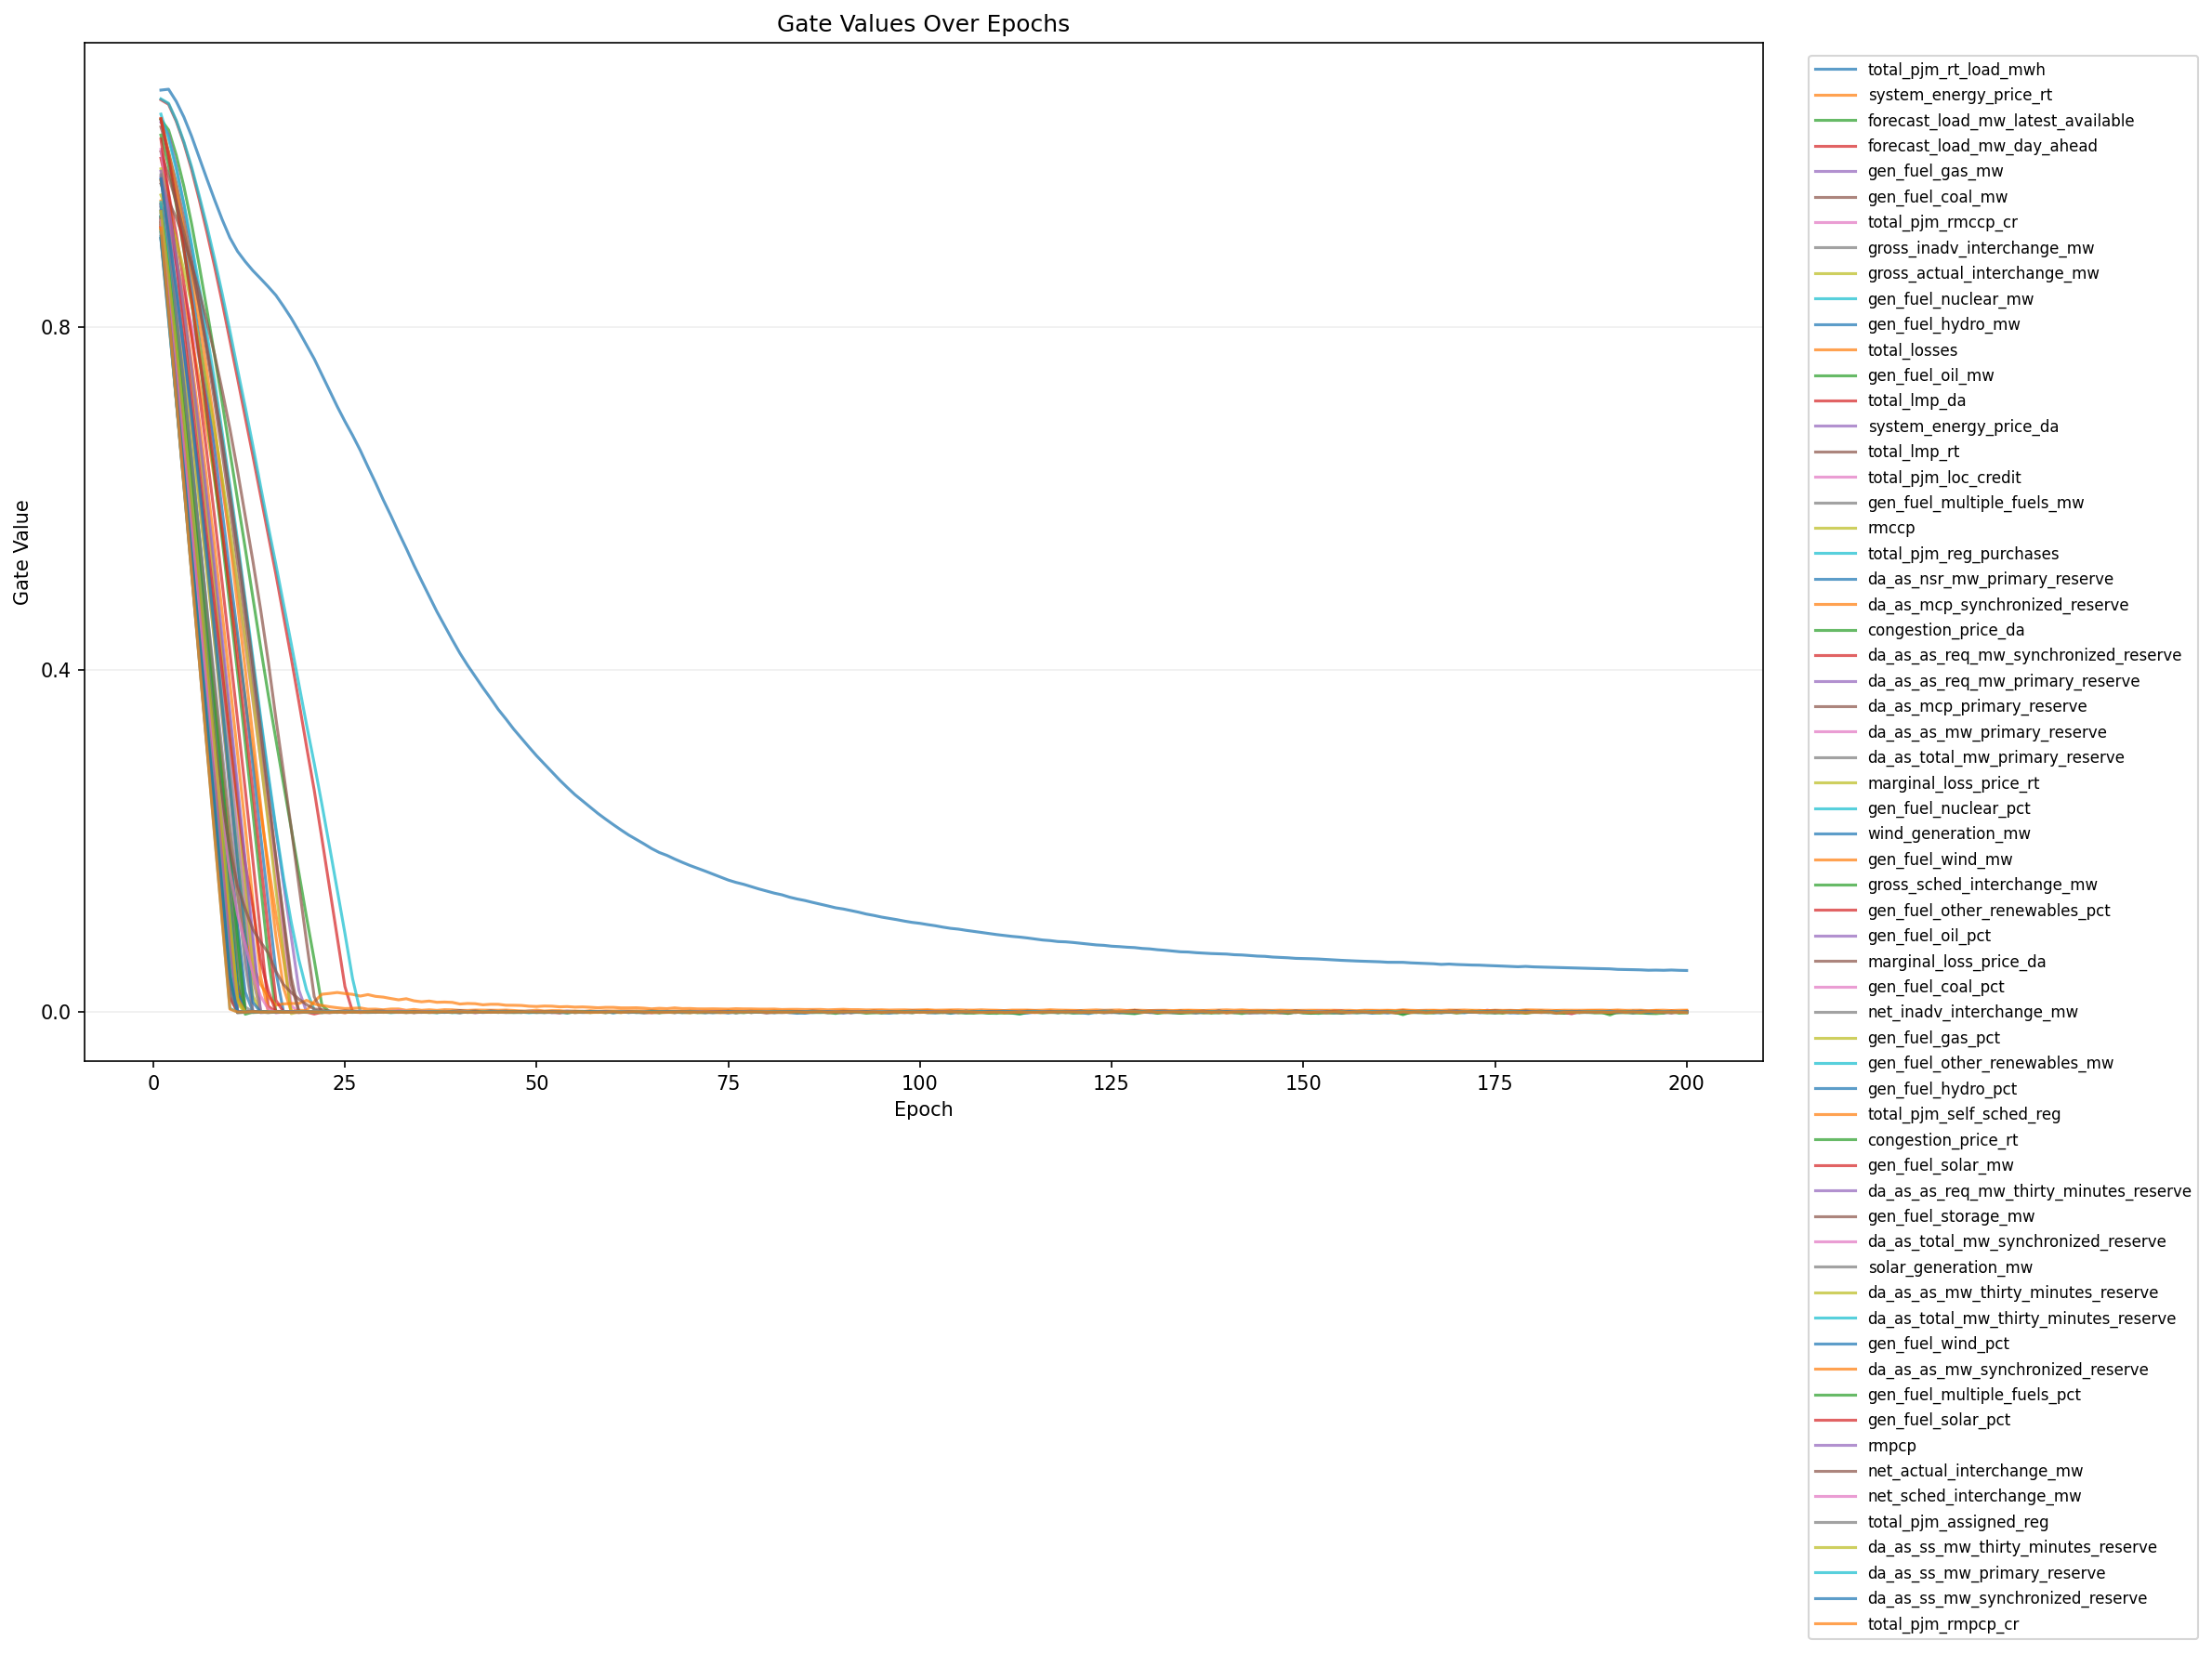 Gate Values Over Epochs
Gate Value
0.8
0.4
0.0
0 25 50 75 100 125 150 175 200
Epoch
total_pjm_rt_load_mwh
system_energy_price_rt
forecast_load_mw_latest_available
forecast_load_mw_day_ahead
gen_fuel_gas_mw
gen_fuel_coal_mw
total_pjm_rmccp_cr
gross_inadv_interchange_mw
gross_actual_interchange_mw
gen_fuel_nuclear_mw
gen_fuel_hydro_mw
total_losses
gen_fuel_oil_mw
total_lmp_da
system_energy_price_da
total_lmp_rt
total_pjm_loc_credit
gen_fuel_multiple_fuels_mw
rmccp
total_pjm_reg_purchases
da_as_nsr_mw_primary_reserve
da_as_mcp_synchronized_reserve
congestion_price_da
da_as_as_req_mw_synchronized_reserve
da_as_as_req_mw_primary_reserve
da_as_mcp_primary_reserve
da_as_as_mw_primary_reserve
da_as_total_mw_primary_reserve
marginal_loss_price_rt
gen_fuel_nuclear_pct
wind_generation_mw
gen_fuel_wind_mw
gross_sched_interchange_mw
gen_fuel_other_renewables_pct
gen_fuel_oil_pct
marginal_loss_price_da
gen_fuel_coal_pct
net_inadv_interchange_mw
gen_fuel_gas_pct
gen_fuel_other_renewables_mw
gen_fuel_hydro_pct
total_pjm_self_sched_reg
congestion_price_rt
gen_fuel_solar_mw
da_as_as_req_mw_thirty_minutes_reserve
gen_fuel_storage_mw
da_as_total_mw_synchronized_reserve
solar_generation_mw
da_as_as_mw_thirty_minutes_reserve
da_as_total_mw_thirty_minutes_reserve
gen_fuel_wind_pct
da_as_as_mw_synchronized_reserve
gen_fuel_multiple_fuels_pct
gen_fuel_solar_pct
rmpcp
net_actual_interchange_mw
net_sched_interchange_mw
total_pjm_assigned_reg
da_as_ss_mw_thirty_minutes_reserve
da_as_ss_mw_primary_reserve
da_as_ss_mw_synchronized_reserve
total_pjm_rmpcp_cr